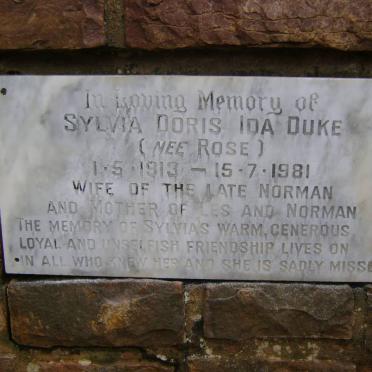 In Loving Memory of
SYLVIA DORIS IDA DUKE
(NEE ROSE)
1·5·1913 — 15·7·1981
WIFE OF THE LATE NORMAN
AND MOTHER OF LES AND NORMAN
THE MEMORY OF SYLVIAS WARM, GENEROUS
LOYAL AND UNSELFISH FRIENDSHIP LIVES ON
IN ALL WHO KNEW HER AND SHE IS SADLY MISSE